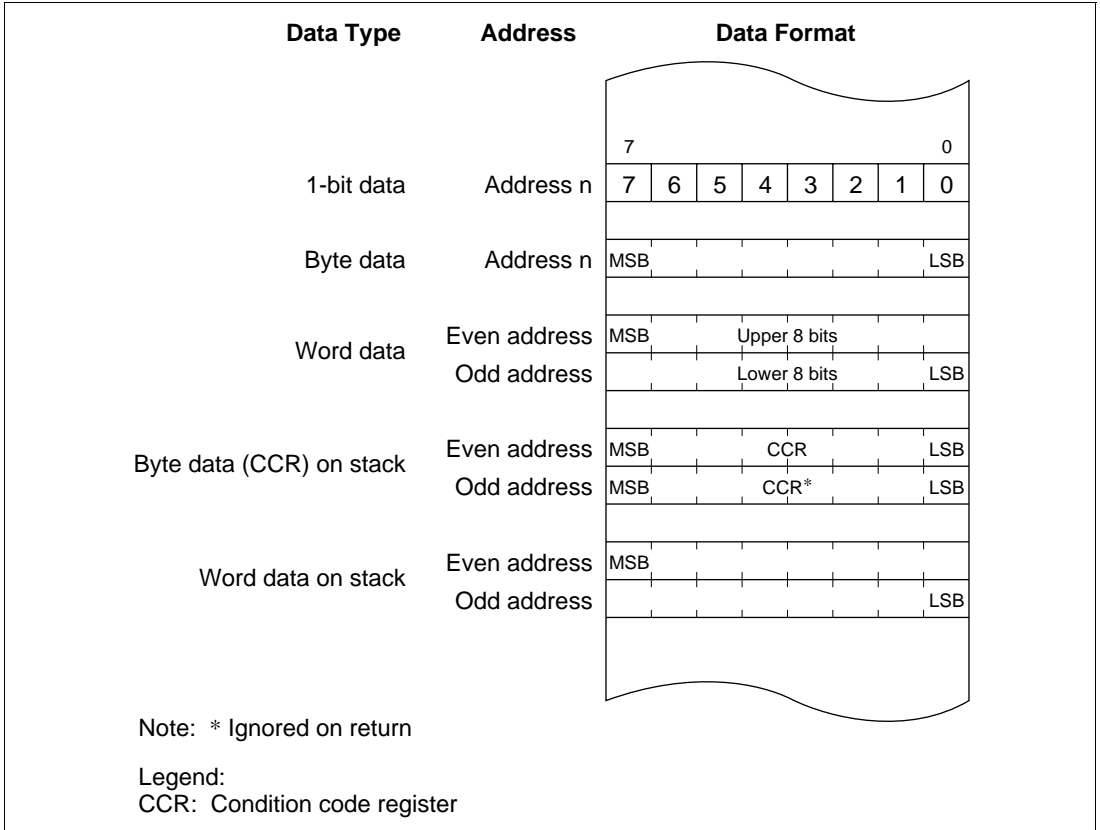 Data Type Address Data Format
7 0
1-bit data Address n 7 6 5 4 3 2 1 0
Byte data Address n MSB LSB
Word data
Even address MSB Upper 8 bits
Odd address Lower 8 bits LSB
Byte data (CCR) on stack
Even address MSB CCR LSB
Odd address MSB CCR* LSB
Word data on stack
Even address MSB
Odd address LSB
Note: * Ignored on return
Legend:
CCR: Condition code register